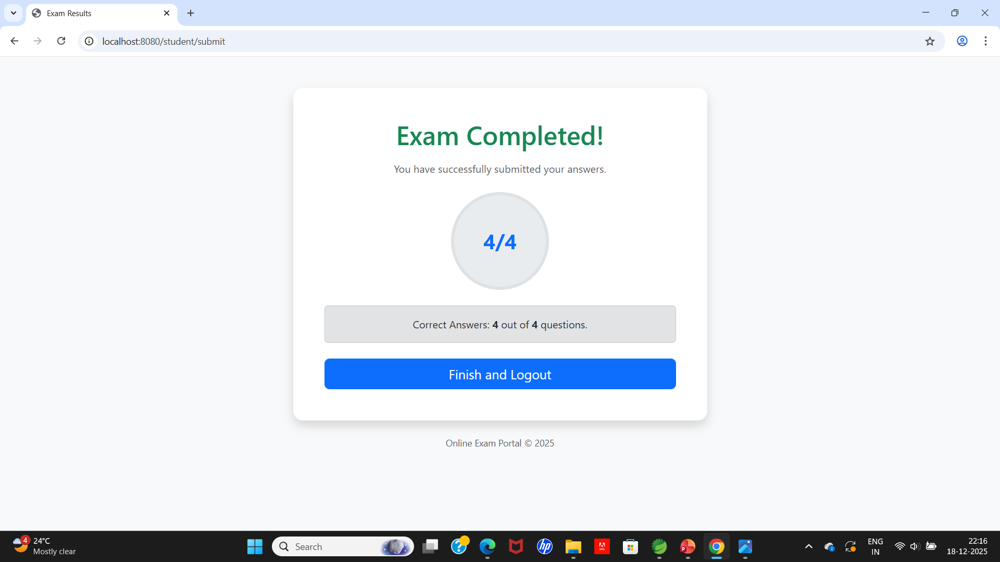 Exam Results
localhost:8080/student/submit
Exam Completed!
You have successfully submitted your answers.
4/4
Correct Answers: 4 out of 4 questions.
Finish and Logout
Online Exam Portal © 2025
4
24°C
Mostly clear
Search
?
hp
P
ENG
IN
22:16
18-12-2025